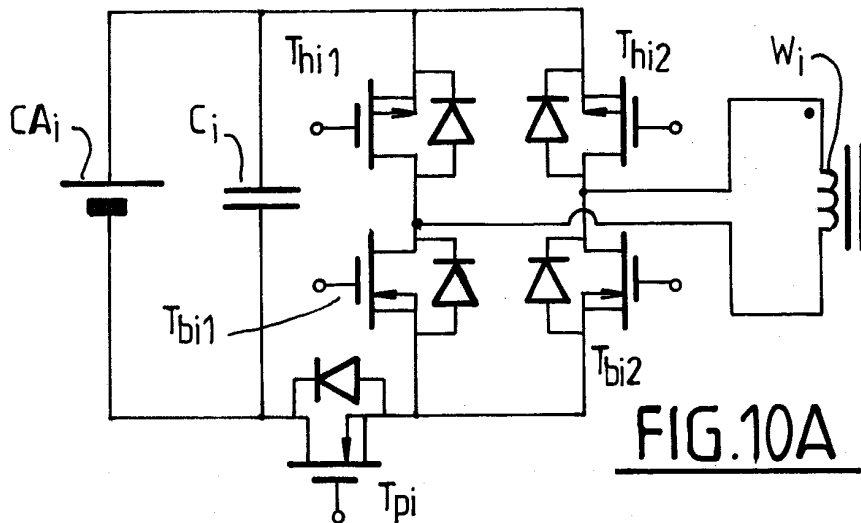 Thi1
Thi2
Wi
CAi
Ci
Tbi1
Tbi2
Tpi
FIG.10A